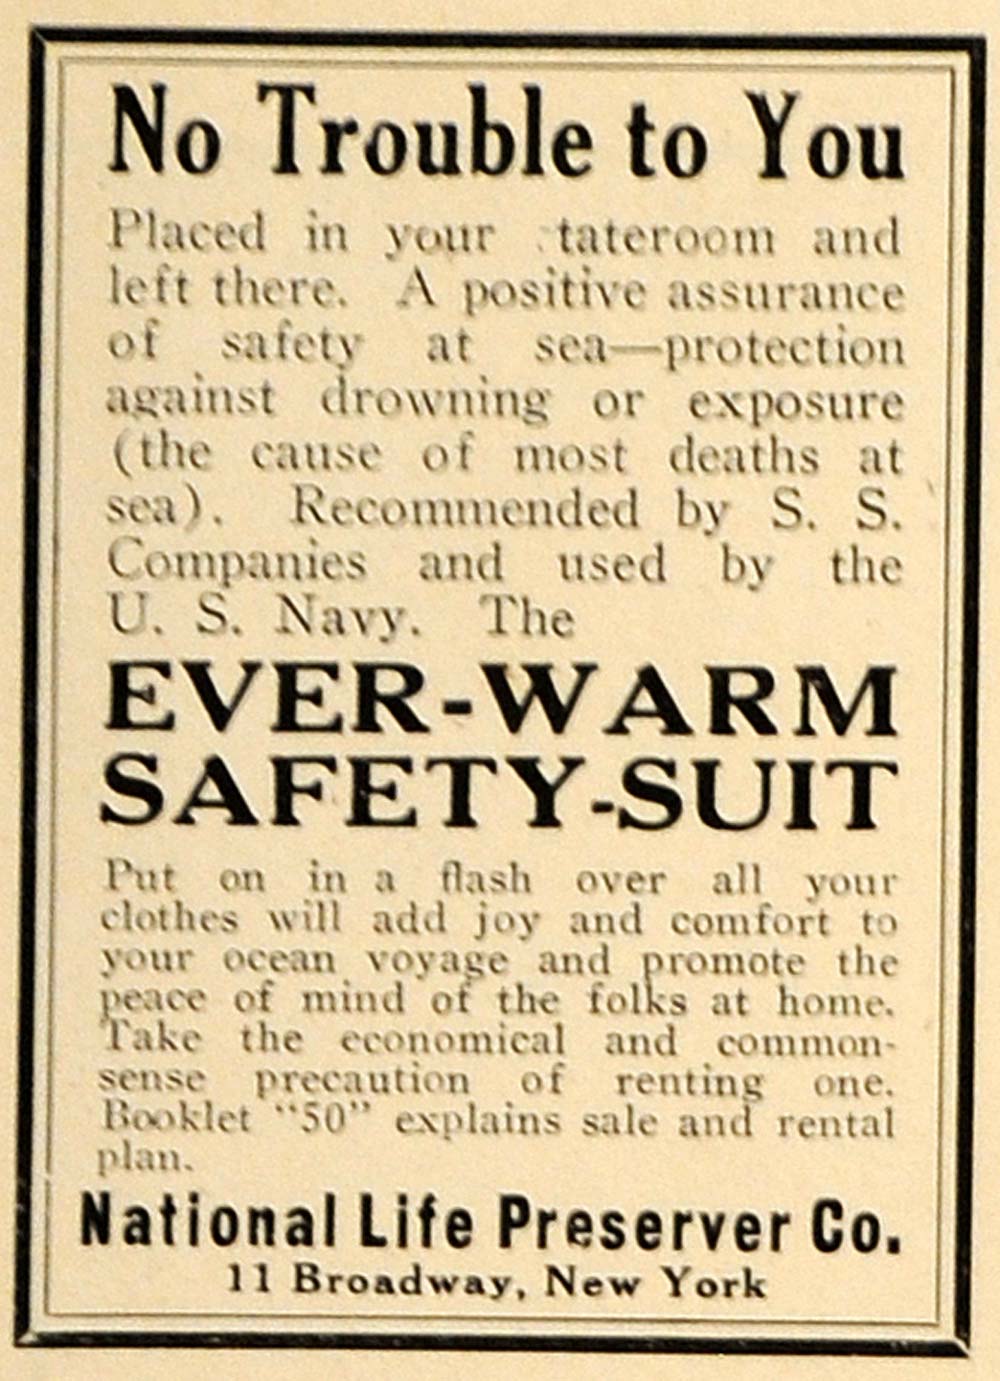 No Trouble to You
Placed in your tateroom and
left there. A positive assurance
of safety at sea—protection
against drowning or exposure
(the cause of most deaths at
sea). Recommended by S. S.
Companies and used by the
U. S. Navy. The
EVER-WARM
SAFETY-SUIT
Put on in a flash over all your
clothes will add joy and comfort to
your ocean voyage and promote the
peace of mind of the folks at home.
Take the economical and common-
sense precaution of renting one.
Booklet "50" explains sale and rental
plan.
National Life Preserver Co.
11 Broadway, New York